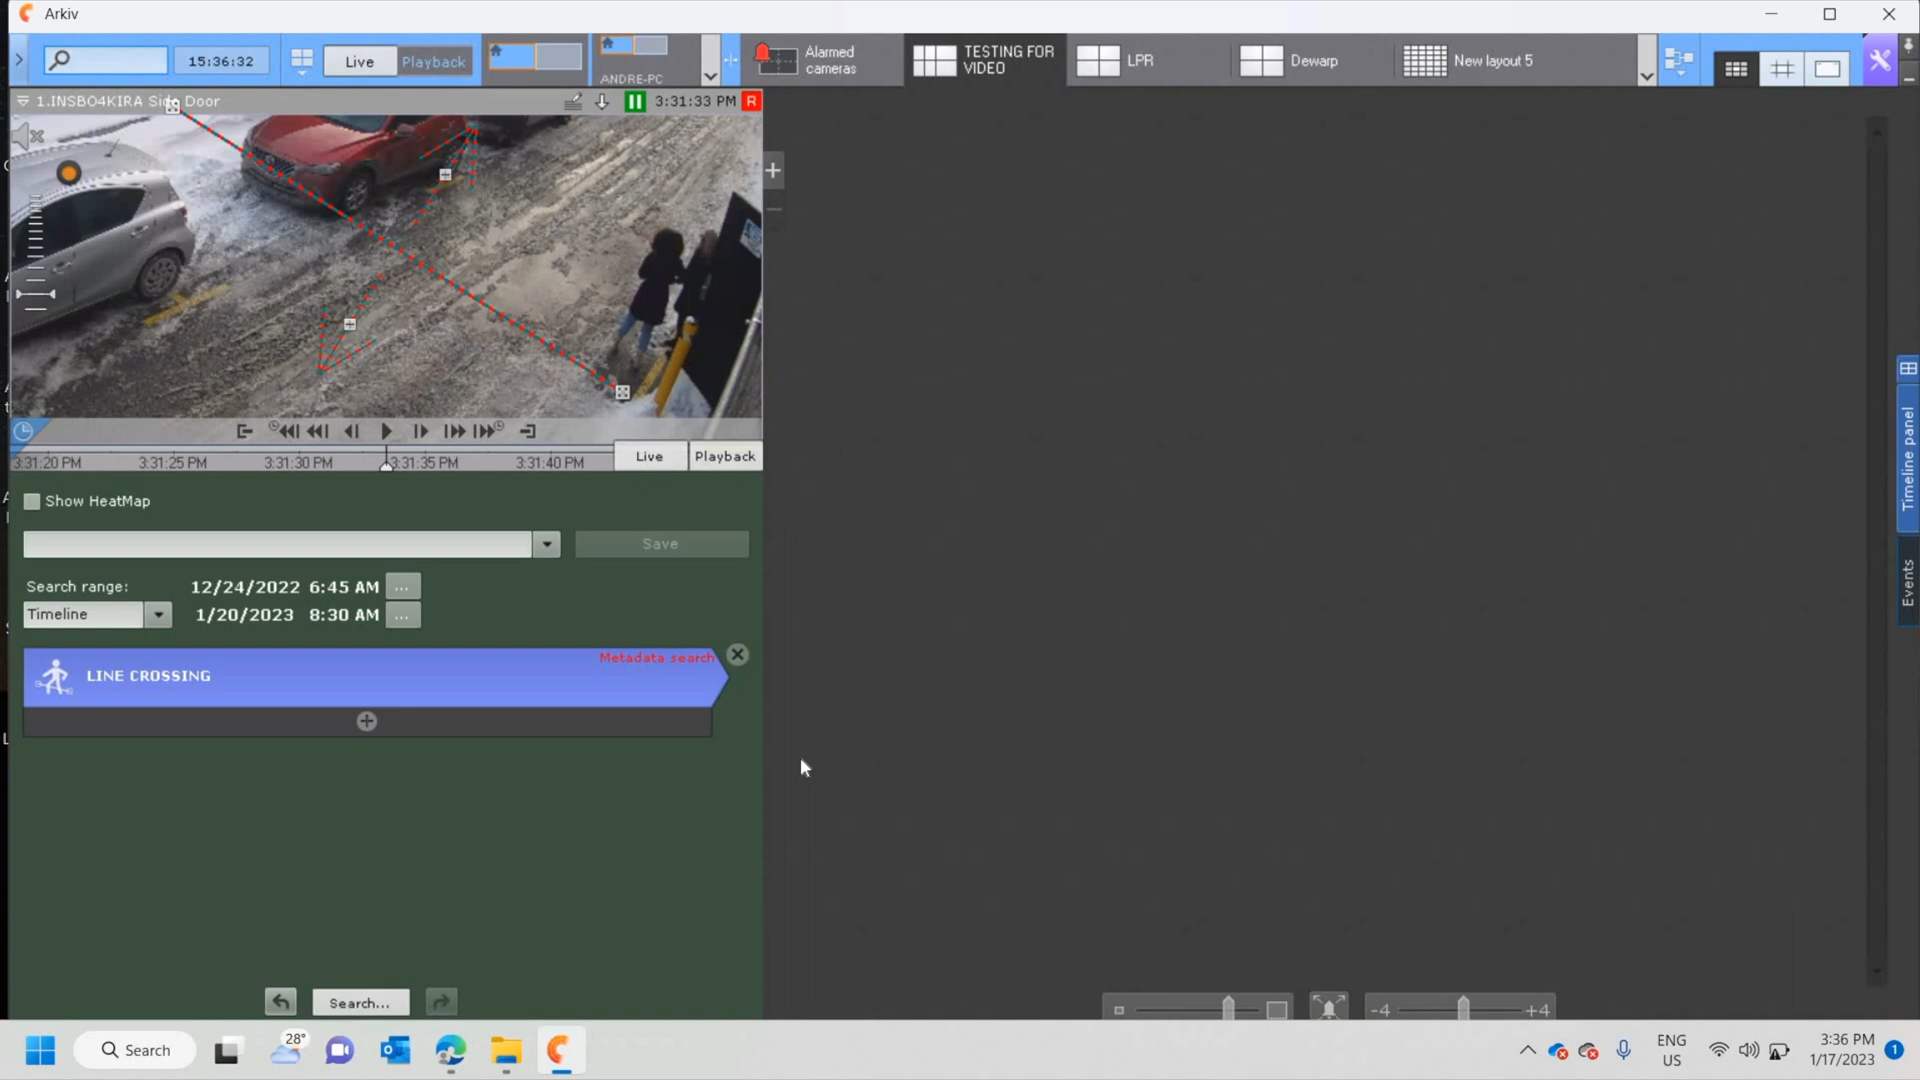 Arkiv
15:36:32
Live
Playback
ANDRE-PC
Alarmed
cameras
TESTING FOR
VIDEO
LPR
Dewarp
New layout 5
1.INSBO4KIRA Side Door
3:31:33 PM
R
3:31:20 PM
3:31:25 PM
3:31:30 PM
3:31:35 PM
3:31:40 PM
Live
Playback
Show HeatMap
Save
Search range:
12/24/2022 6:45 AM
...
Timeline
1/20/2023 8:30 AM
...
Metadata search
LINE CROSSING
Search...
Timeline panel
Events
-4
+4
28°
Search
ENG
US
3:36 PM
1/17/2023
1